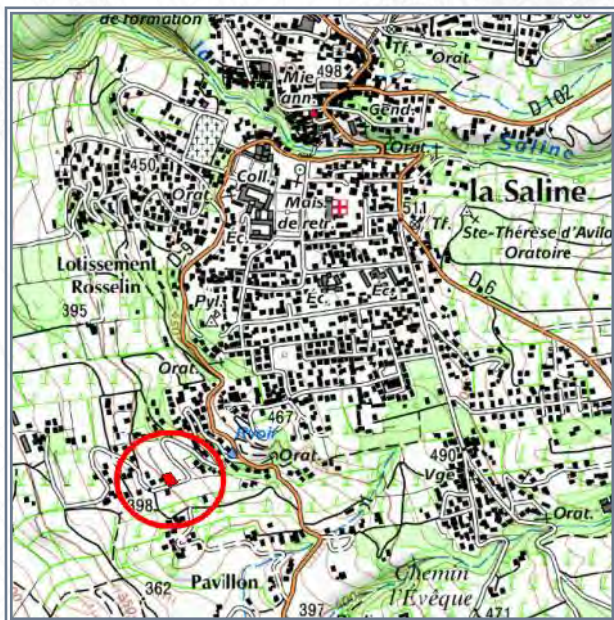 de formation
la
Mie
ann.
498
Tf.
Orat.
Gend.
D 102
Saline
Orat.
450
Orat.
Coll.
Mais.
de retr.
511
Tf.
la Saline
Ste-Thérèse d'Avila
Oratoire
Éc.
D 9
Lotissement
Rosselin
395
Pyl.
Éc.
Éc.
D 6
Orat.
467
Orat.
490
Vge
398
Orat.
362
Pavillon
Chemin
l'Evêque
397
471